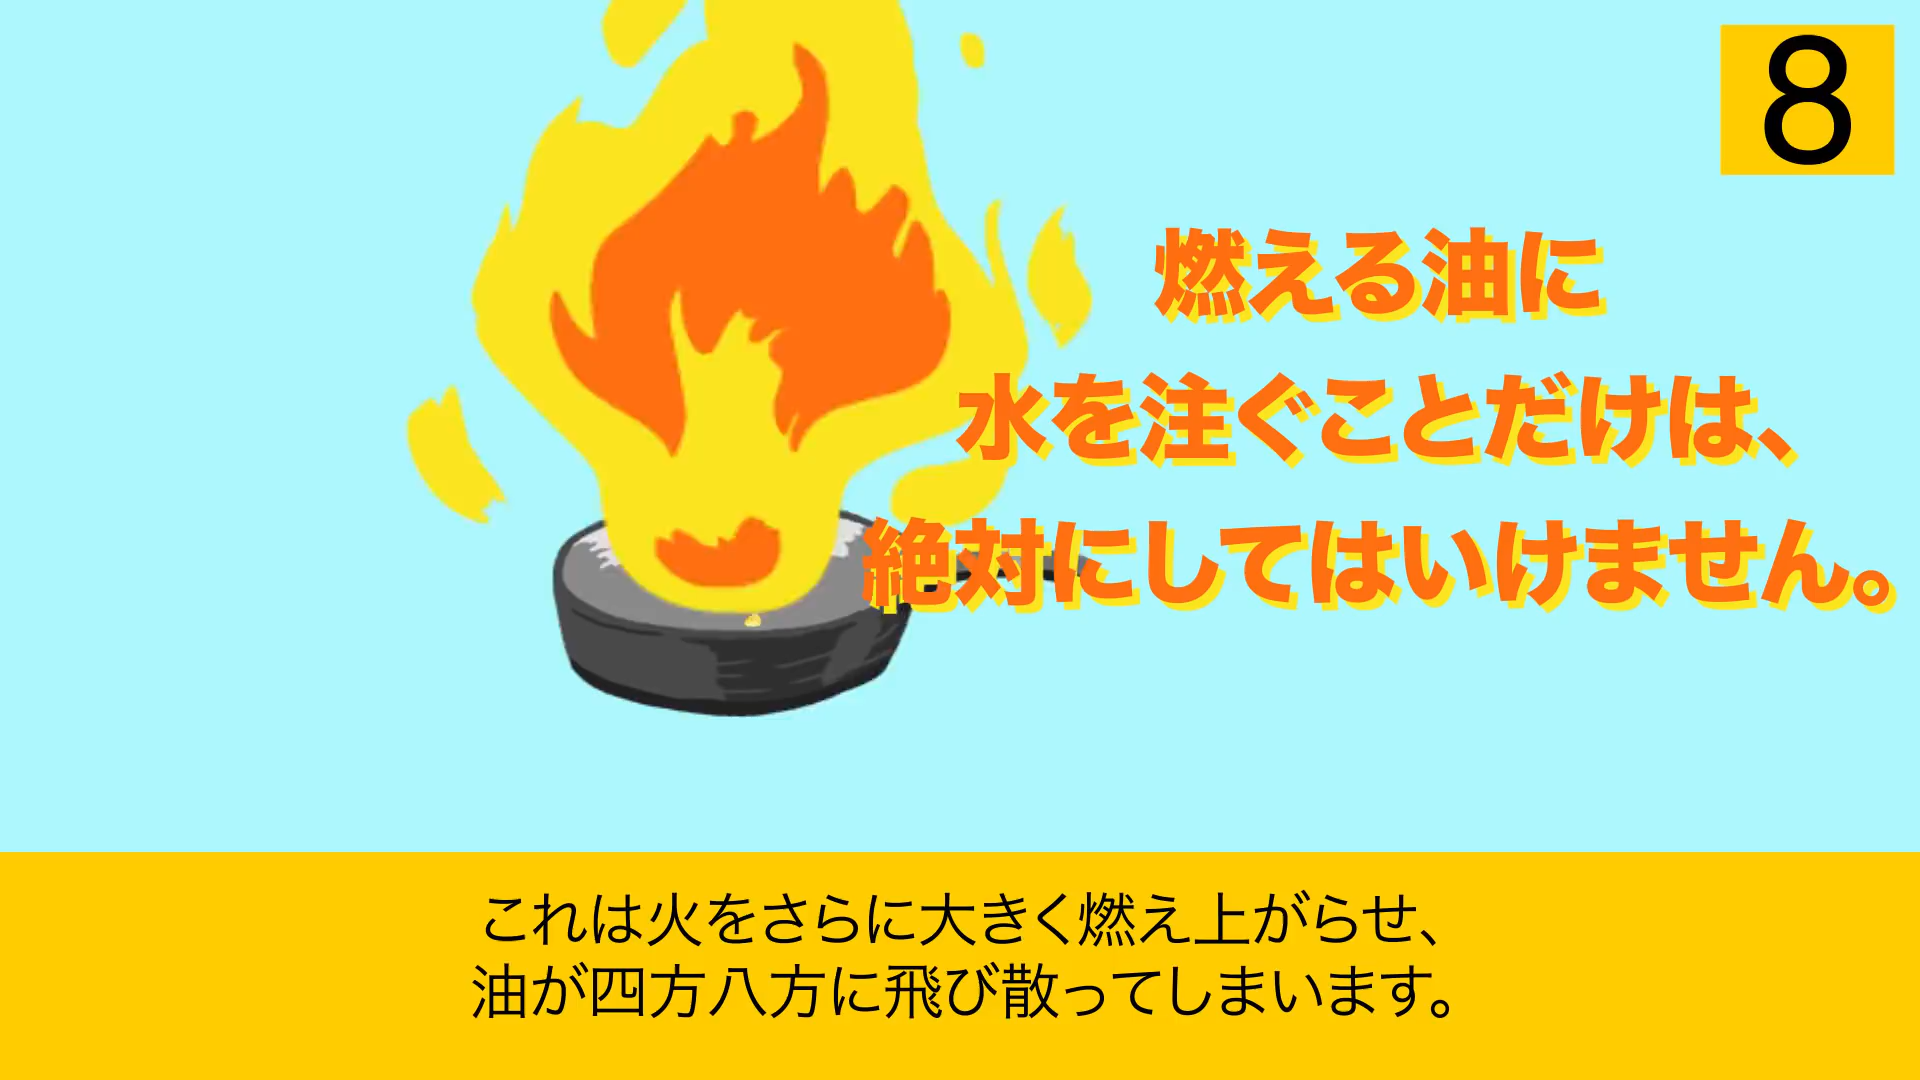 8
燃える油に
水を注ぐことだけは、
絶対にしてはいけません。
これは火をさらに大きく燃え上がらせ、
油が四方八方に飛び散ってしまいます。